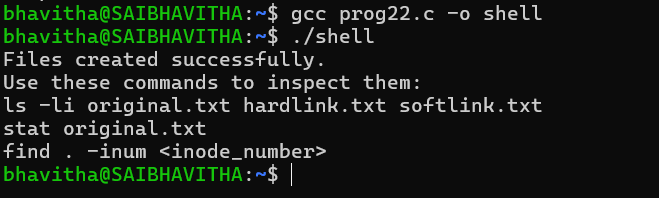 bhavitha@SAIBHAVITHA:~$ gcc prog22.c -o shell
bhavitha@SAIBHAVITHA:~$ ./shell
Files created successfully.
Use these commands to inspect them:
ls -li original.txt hardlink.txt softlink.txt
stat original.txt
find . -inum <inode_number>
bhavitha@SAIBHAVITHA:~$